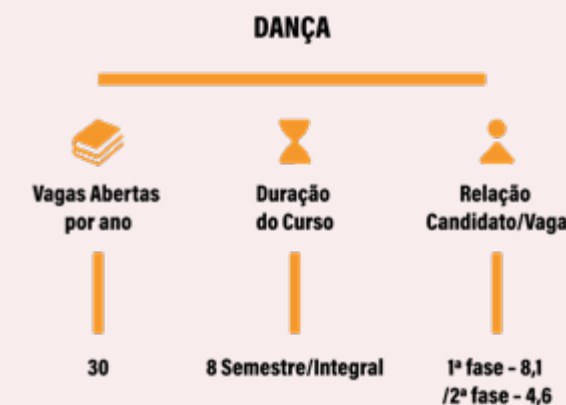 DANÇA
Vagas Abertas
por ano
30
Duração
do Curso
8 Semestre/Integral
Relação
Candidato/Vaga
1ª fase - 8,1
/2ª fase - 4,6